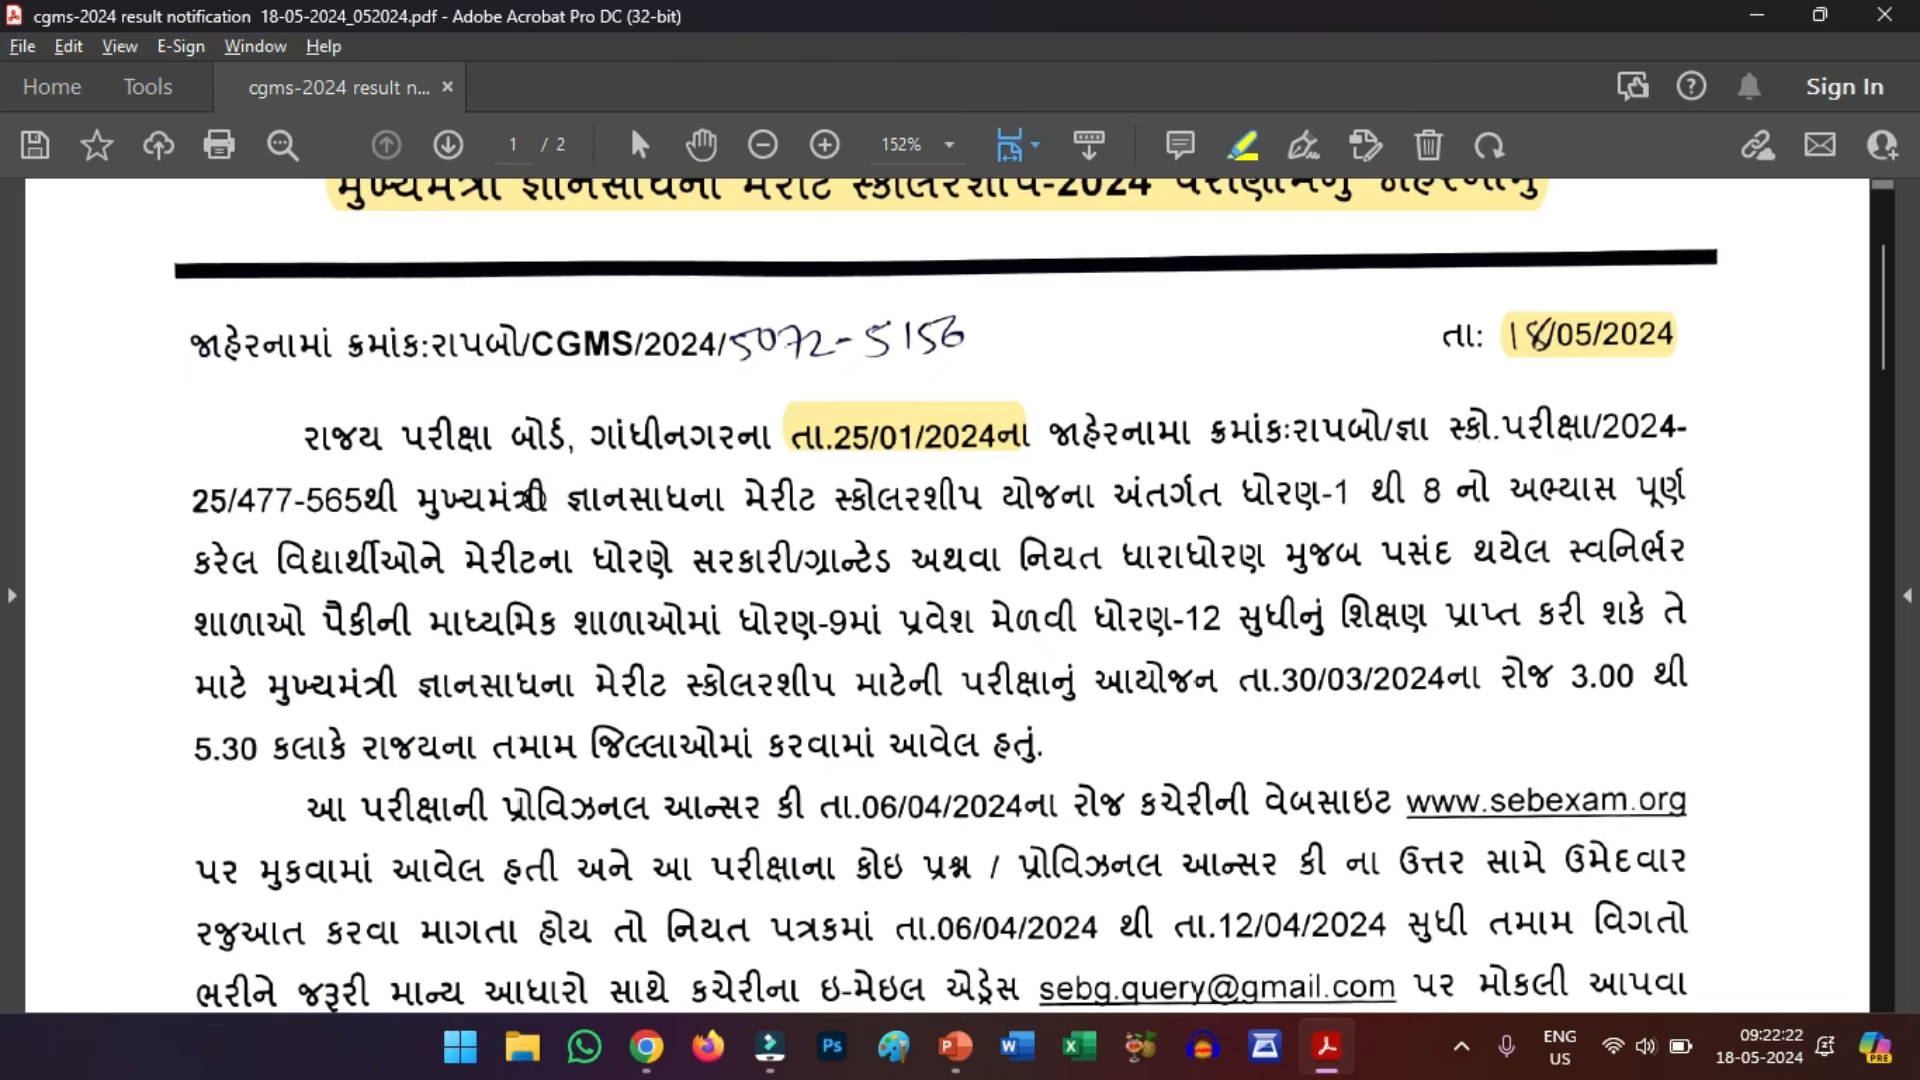 cgms-2024 result notification 18-05-2024_052024.pdf - Adobe Acrobat Pro DC (32-bit)
File Edit View E-Sign Window Help
Home Tools cgms-2024 result n... × Sign In
1 / 2 152%
મુખ્યમંત્રી જ્ઞાનસાધના મેરીટ સ્કોલરશીપ-2024 પરીણામનું જાહેરનામું
જાહેરનામાં ક્રમાંક:રાપબો/CGMS/2024/5072-5156 તા: 18/05/2024
રાજય પરીક્ષા બોર્ડ, ગાંધીનગરના તા.25/01/2024ના જાહેરનામા ક્રમાંકઃરાપબો/જ્ઞા સ્કો.પરીક્ષા/2024-
25/477-565થી મુખ્યમંત્રી જ્ઞાનસાધના મેરીટ સ્કોલરશીપ યોજના અંતર્ગત ધોરણ-1 થી 8 નો અભ્યાસ પૂર્ણ
કરેલ વિદ્યાર્થીઓને મેરીટના ધોરણે સરકારી/ગ્રાન્ટેડ અથવા નિયત ધારાધોરણ મુજબ પસંદ થયેલ સ્વનિર્ભર
શાળાઓ પૈકીની માધ્યમિક શાળાઓમાં ધોરણ-9માં પ્રવેશ મેળવી ધોરણ-12 સુધીનું શિક્ષણ પ્રાપ્ત કરી શકે તે
માટે મુખ્યમંત્રી જ્ઞાનસાધના મેરીટ સ્કોલરશીપ માટેની પરીક્ષાનું આયોજન તા.30/03/2024ના રોજ 3.00 થી
5.30 કલાકે રાજયના તમામ જિલ્લાઓમાં કરવામાં આવેલ હતું.
આ પરીક્ષાની પ્રોવિઝનલ આન્સર કી તા.06/04/2024ના રોજ કચેરીની વેબસાઇટ www.sebexam.org
પર મુકવામાં આવેલ હતી અને આ પરીક્ષાના કોઇ પ્રશ્ન / પ્રોવિઝનલ આન્સર કી ના ઉત્તર સામે ઉમેદવાર
રજુઆત કરવા માગતા હોય તો નિયત પત્રકમાં તા.06/04/2024 થી તા.12/04/2024 સુધી તમામ વિગતો
ભરીને જરૂરી માન્ય આધારો સાથે કચેરીના ઇ-મેઇલ એડ્રેસ sebg.query@gmail.com પર મોકલી આપવા
ENG 09:22:22
US 18-05-2024